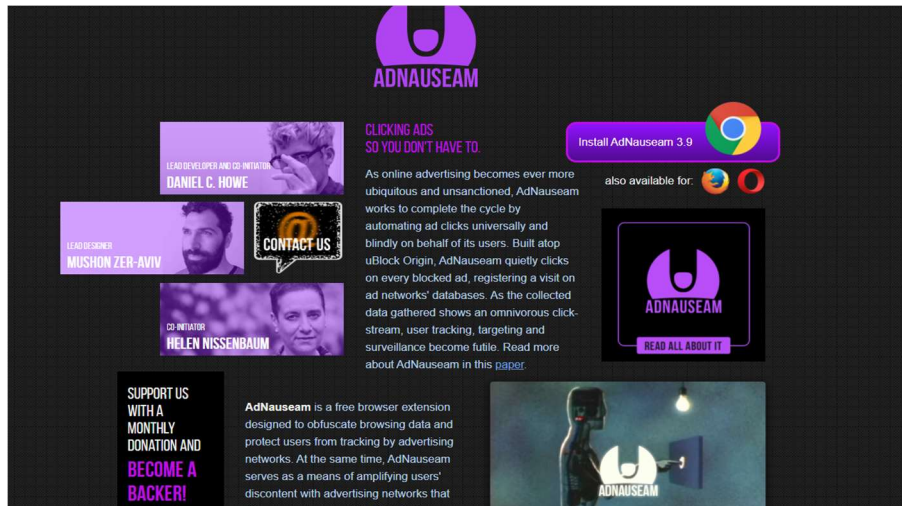 ADNAUSEAM
LEAD DEVELOPER AND CO-INITIATOR
DANIEL C. HOWE
LEAD DESIGNER
MUSHON ZER-AVIV
@
CONTACT US
CO-INITIATOR
HELEN NISSENBAUM
CLICKING ADS
SO YOU DON'T HAVE TO.
As online advertising becomes ever more
ubiquitous and unsanctioned, AdNauseam
works to complete the cycle by
automating ad clicks universally and
blindly on behalf of its users. Built atop
uBlock Origin, AdNauseam quietly clicks
on every blocked ad, registering a visit on
ad networks' databases. As the collected
data gathered shows an omnivorous click-
stream, user tracking, targeting and
surveillance become futile. Read more
about AdNauseam in this paper.
Install AdNauseam 3.9
also available for:
ADNAUSEAM
READ ALL ABOUT IT
SUPPORT US
WITH A
MONTHLY
DONATION AND
BECOME A
BACKER!
AdNauseam is a free browser extension
designed to obfuscate browsing data and
protect users from tracking by advertising
networks. At the same time, AdNauseam
serves as a means of amplifying users'
discontent with advertising networks that
ADNAUSEAM